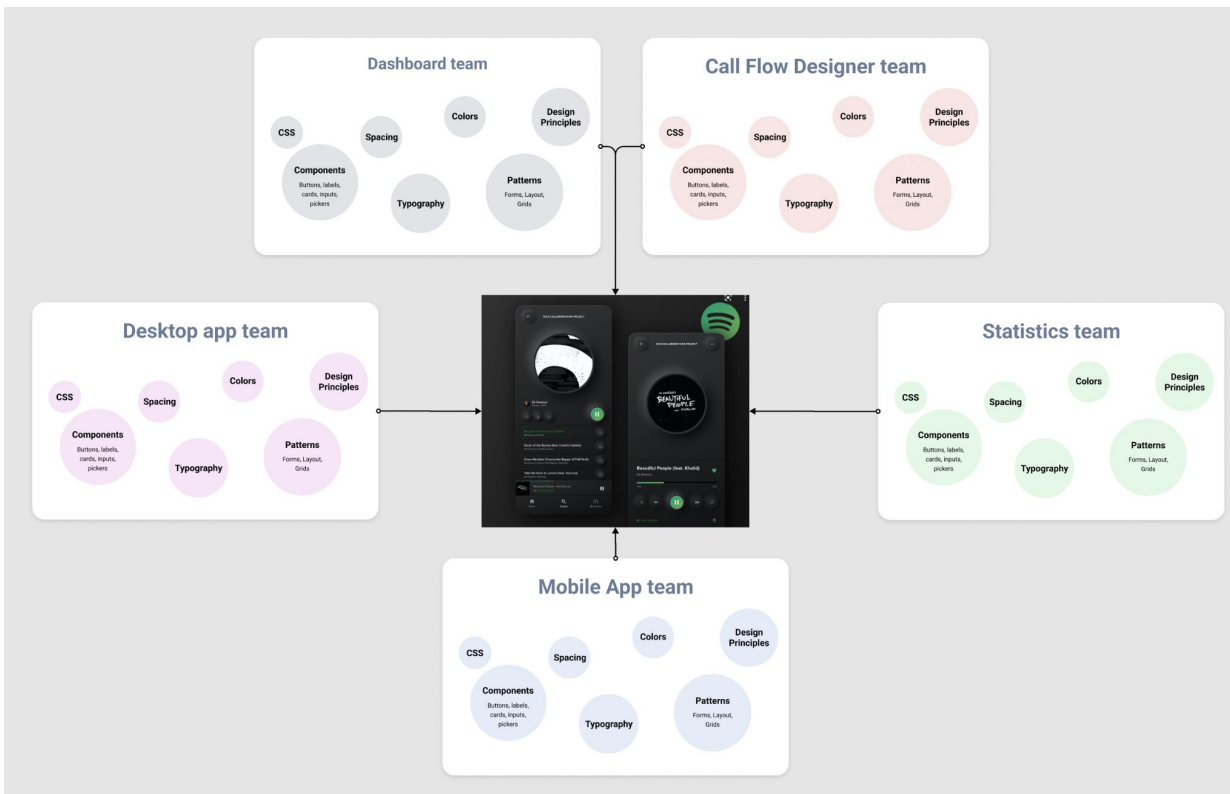 Dashboard team
CSS
Spacing
Colors
Design
Principles
Components
Buttons, labels,
cards, inputs,
pickers
Typography
Patterns
Forms, Layout,
Grids
Call Flow Designer team
CSS
Spacing
Colors
Design
Principles
Components
Buttons, labels,
cards, inputs,
pickers
Typography
Patterns
Forms, Layout,
Grids
Desktop app team
CSS
Spacing
Colors
Design
Principles
Components
Buttons, labels,
cards, inputs,
pickers
Typography
Patterns
Forms, Layout,
Grids
BEAUTIFUL
PEOPLE
Beautiful People (feat. Khalid)
Statistics team
CSS
Spacing
Colors
Design
Principles
Components
Buttons, labels,
cards, inputs,
pickers
Typography
Patterns
Forms, Layout,
Grids
Mobile App team
CSS
Spacing
Colors
Design
Principles
Components
Buttons, labels,
cards, inputs,
pickers
Typography
Patterns
Forms, Layout,
Grids